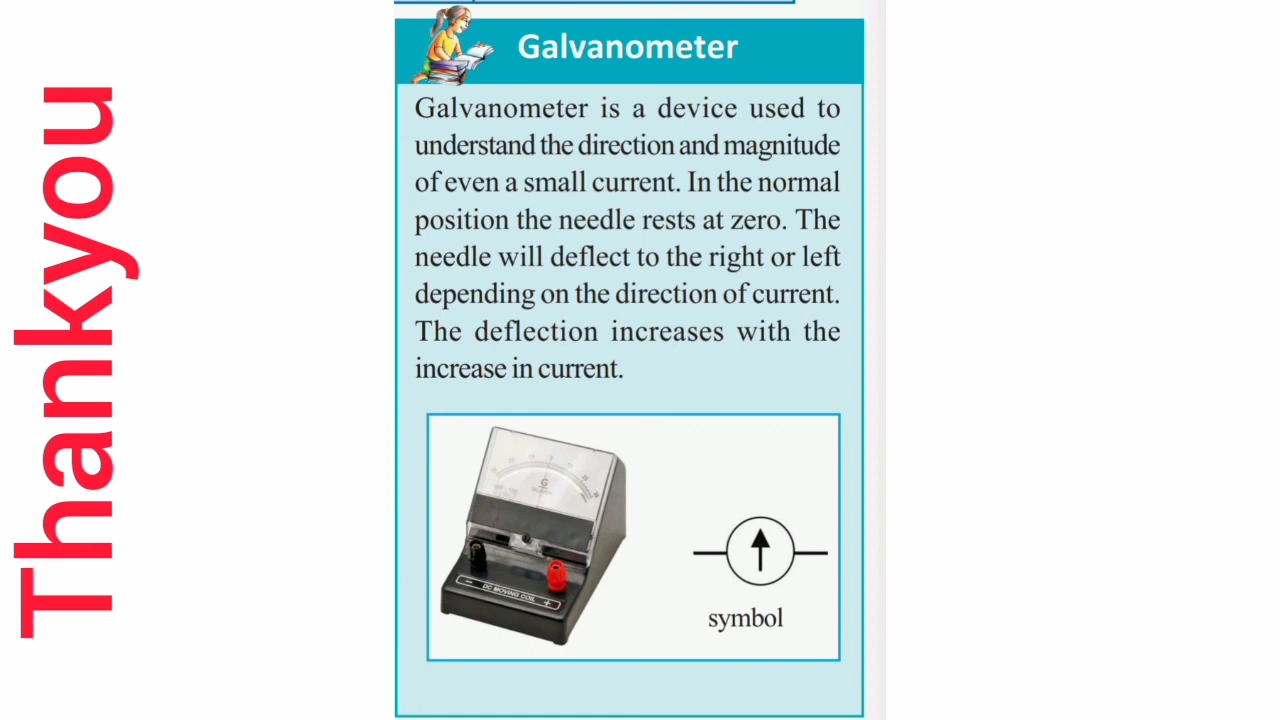 Thankyou
Galvanometer
Galvanometer is a device used to
understand the direction and magnitude
of even a small current. In the normal
position the needle rests at zero. The
needle will deflect to the right or left
depending on the direction of current.
The deflection increases with the
increase in current.
G
DC MOVING COIL
− +
symbol